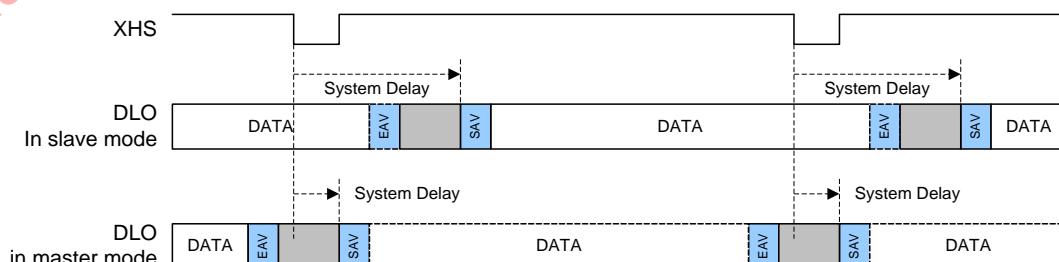 XHS
System Delay System Delay
DLO
In slave mode
DATA EAV SAV DATA EAV SAV DATA
System Delay System Delay
DLO
in master mode
DATA EAV SAV DATA EAV SAV DATA